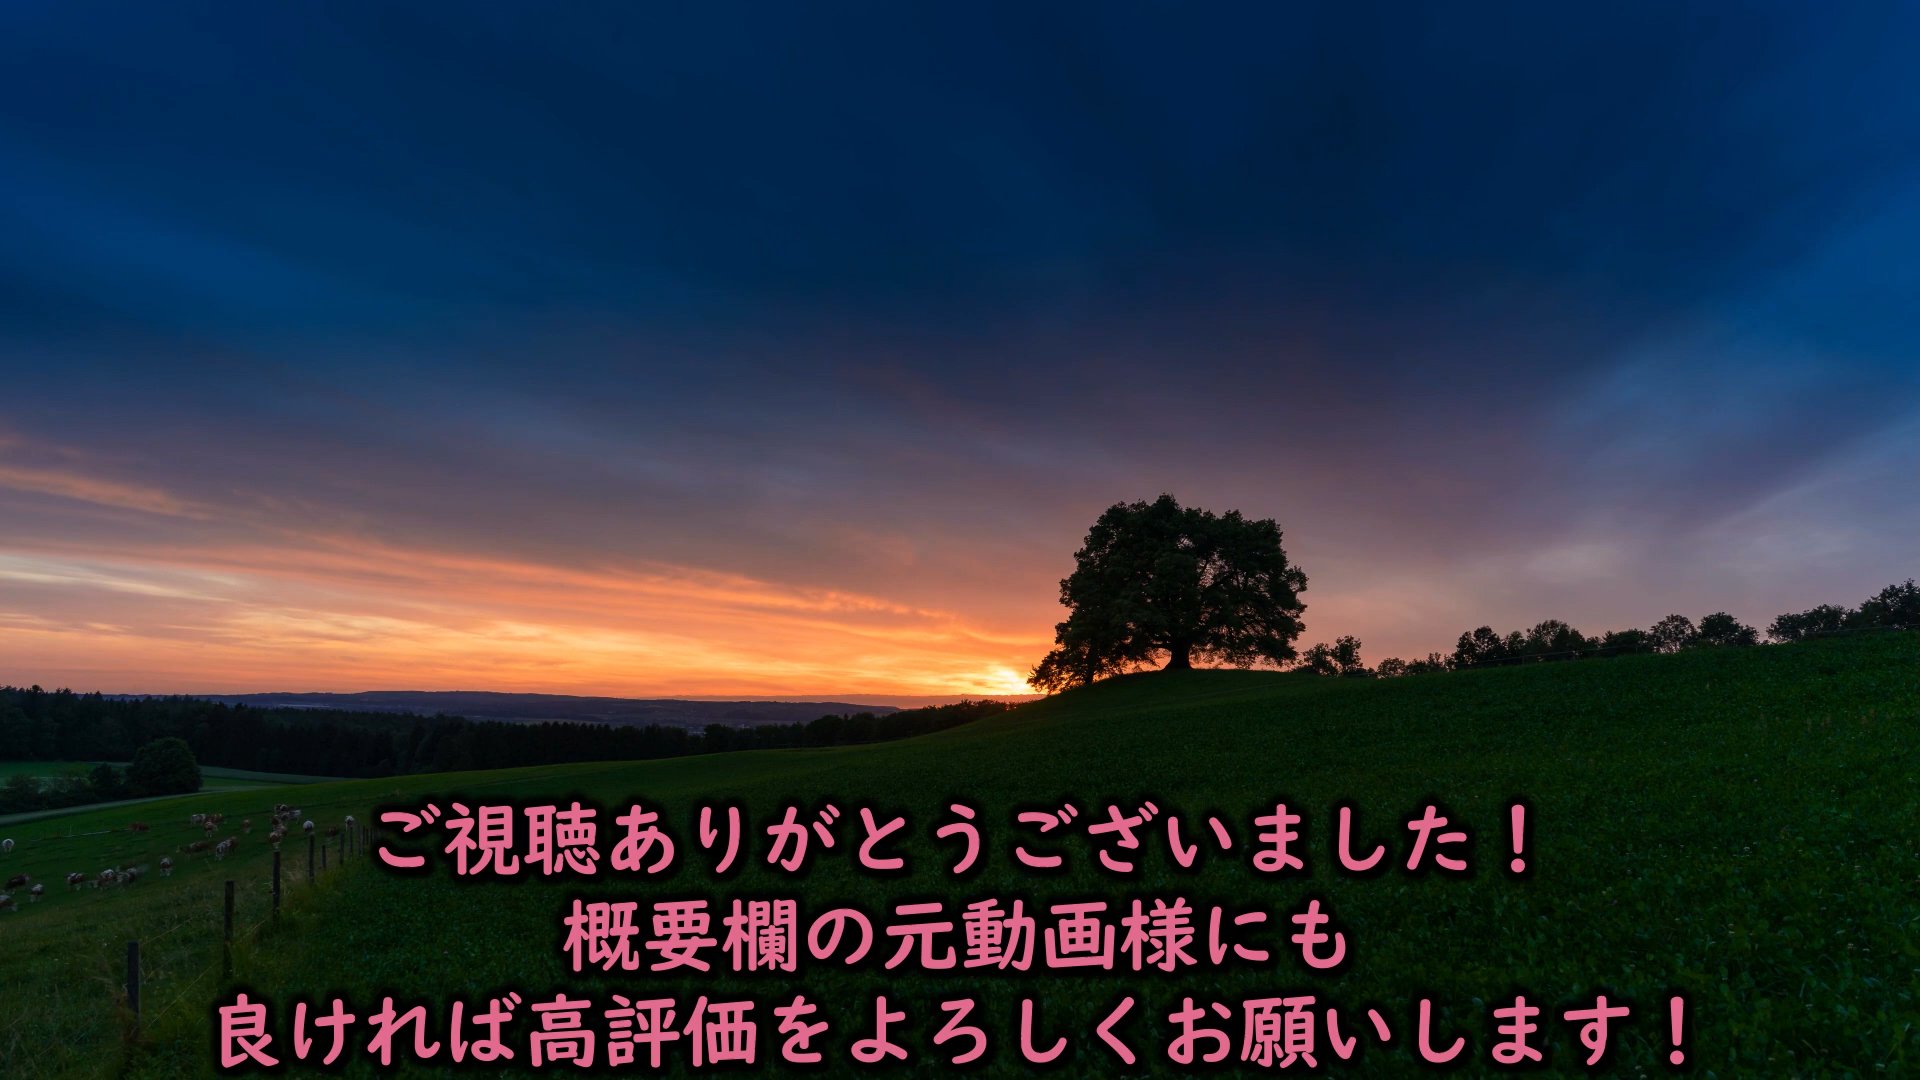 ご視聴ありがとうございました！
概要欄の元動画様にも
良ければ高評価をよろしくお願いします！